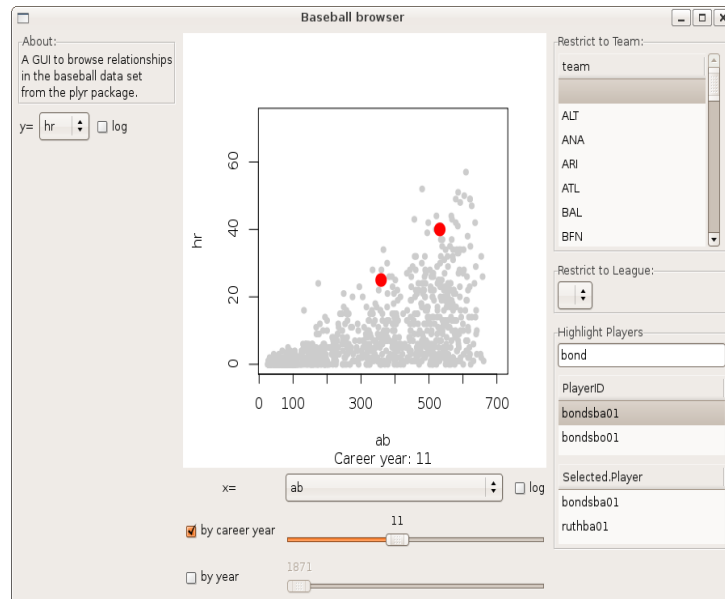 Baseball browser
About:
A GUI to browse relationships
in the baseball data set
from the plyr package.
y= hr log
60
40
20
0
hr
0 100 300 500 700
ab
Career year: 11
x= ab log
11
by career year
1871
by year
Restrict to Team:
team
ALT
ANA
ARI
ATL
BAL
BFN
Restrict to League:
Highlight Players
bond
PlayerID
bondsba01
bondsbo01
Selected.Player
bondsba01
ruthba01